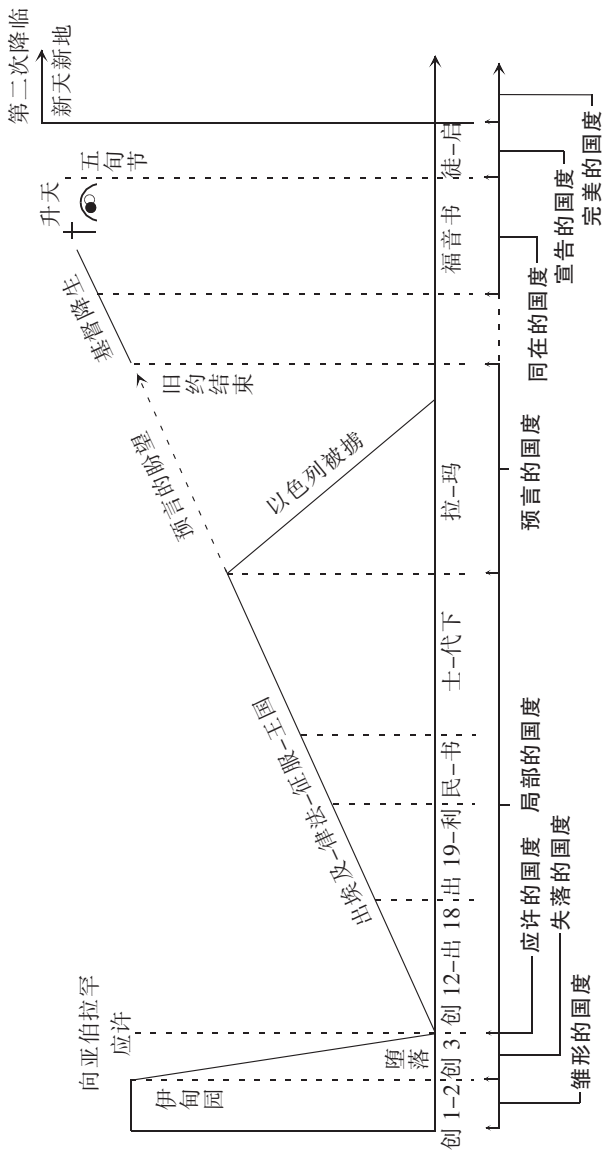 第二次降临
新天新地
升天
五旬节
基督降生
旧约结束
预言的盼望
以色列被掳
出埃及–律法–征服–王国
向亚伯拉罕
应许
伊甸园
堕落
创 1–2
创 3
创 12–出 18
出 19–利
民–书
士–代下
拉–玛
福音书
徒–启
雏形的国度
失落的国度
应许的国度
局部的国度
预言的国度
同在的国度
宣告的国度
完美的国度